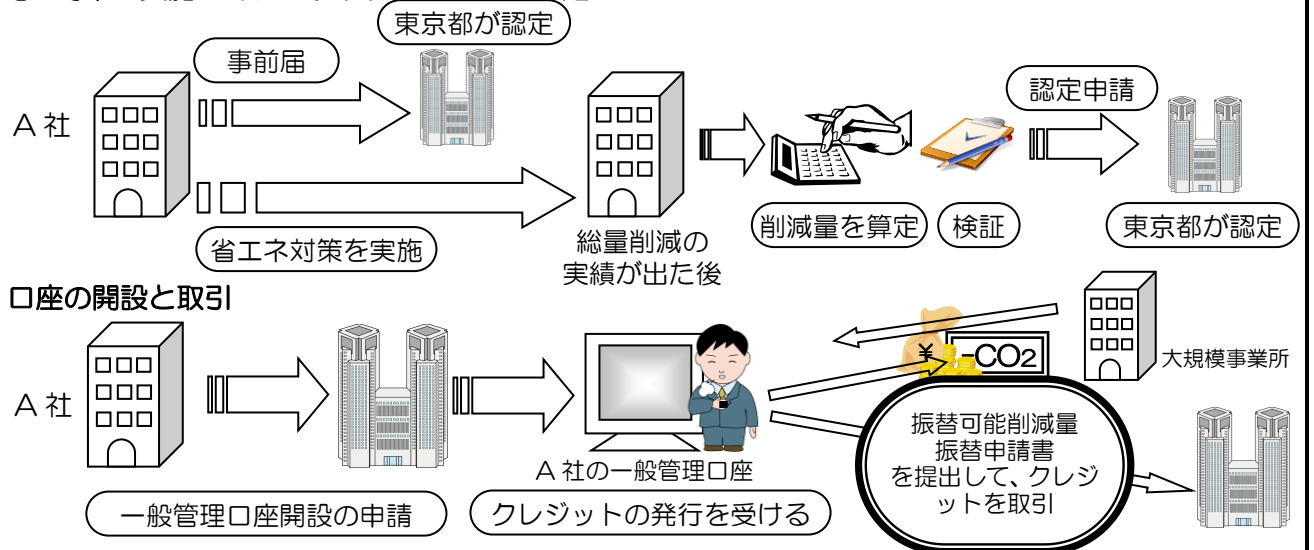 東京都が認定
事前届
認定申請
A 社
削減量を算定
検証
東京都が認定
省エネ対策を実施
総量削減の
実績が出た後
口座の開設と取引
¥
-CO2
大規模事業所
A 社
振替可能削減量
振替申請書
を提出して、クレジ
ットを取引
A 社の一般管理口座
一般管理口座開設の申請
クレジットの発行を受ける